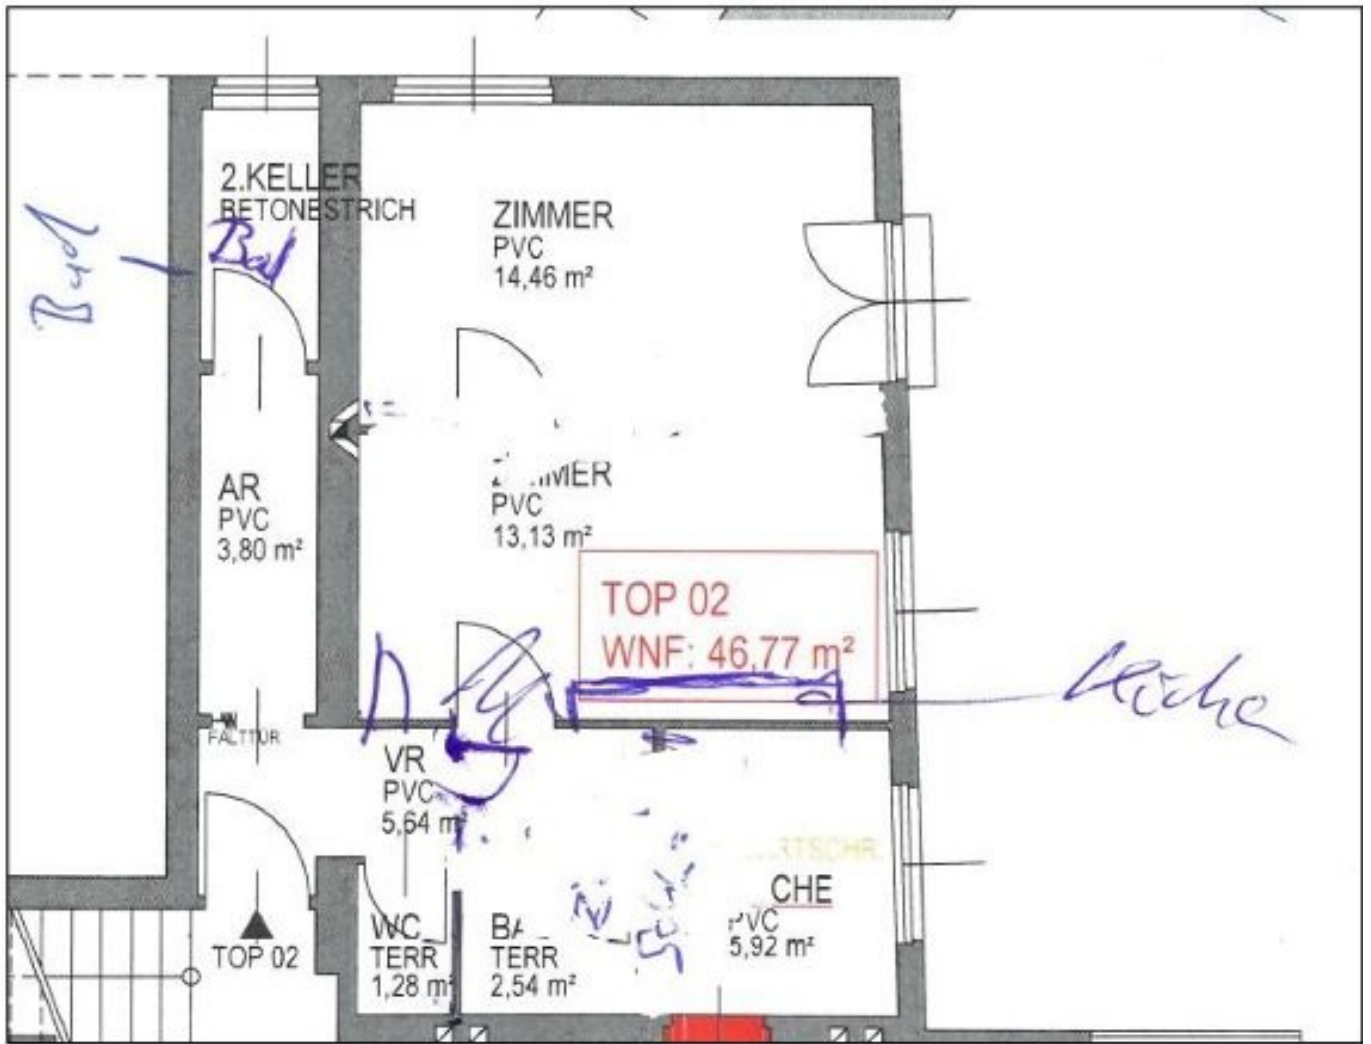 2.KELLER
BETONESTRICH
Bad
Bad
ZIMMER
PVC
14,46 m²
AR
PVC
3,80 m²
PVC
13,13 m²
TOP 02
WNF: 46,77 m²
Küche
FALTTÜR
VR
PVC
5,64 m²
CHE
PVC
5,92 m²
WC
TERR
1,28 m²
BA
TERR
2,54 m²
TOP 02